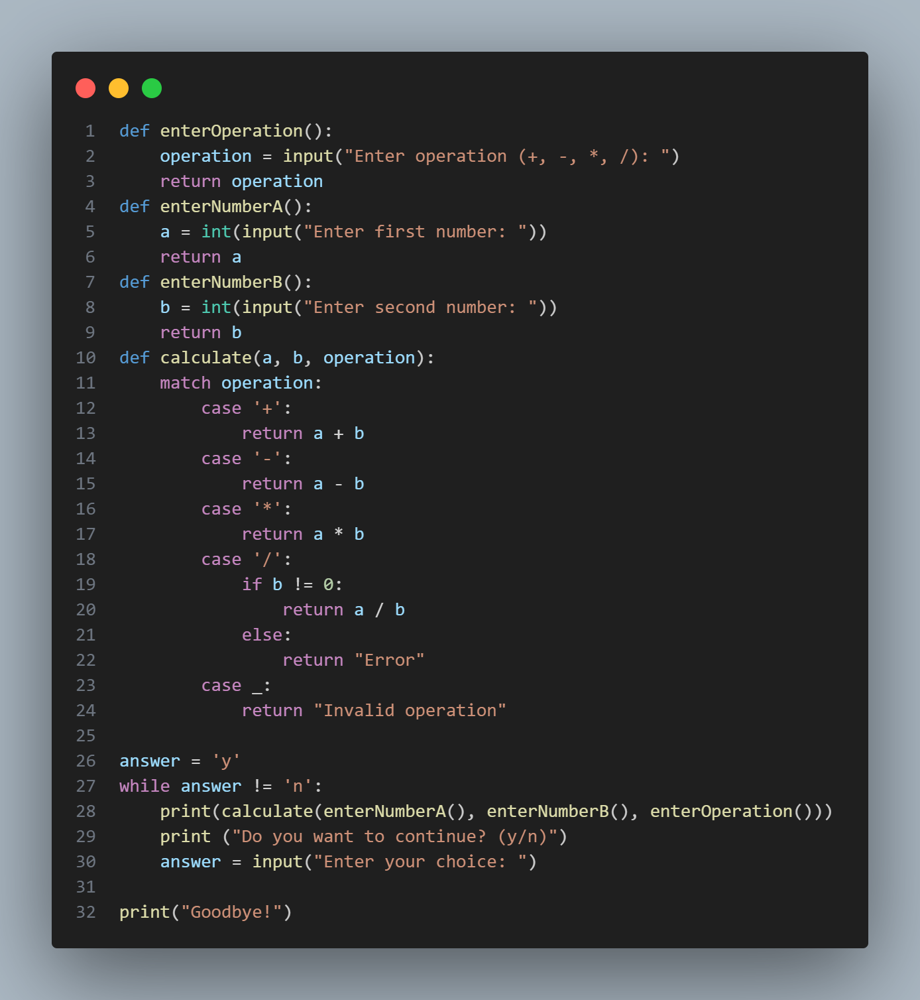 1 def enterOperation():
2     operation = input("Enter operation (+, -, *, /): ")
3     return operation
4 def enterNumberA():
5     a = int(input("Enter first number: "))
6     return a
7 def enterNumberB():
8     b = int(input("Enter second number: "))
9     return b
10 def calculate(a, b, operation):
11     match operation:
12         case '+':
13             return a + b
14         case '-':
15             return a - b
16         case '*':
17             return a * b
18         case '/':
19             if b != 0:
20                 return a / b
21             else:
22                 return "Error"
23         case _:
24             return "Invalid operation"
25
26 answer = 'y'
27 while answer != 'n':
28     print(calculate(enterNumberA(), enterNumberB(), enterOperation()))
29     print ("Do you want to continue? (y/n)")
30     answer = input("Enter your choice: ")
31
32 print("Goodbye!")